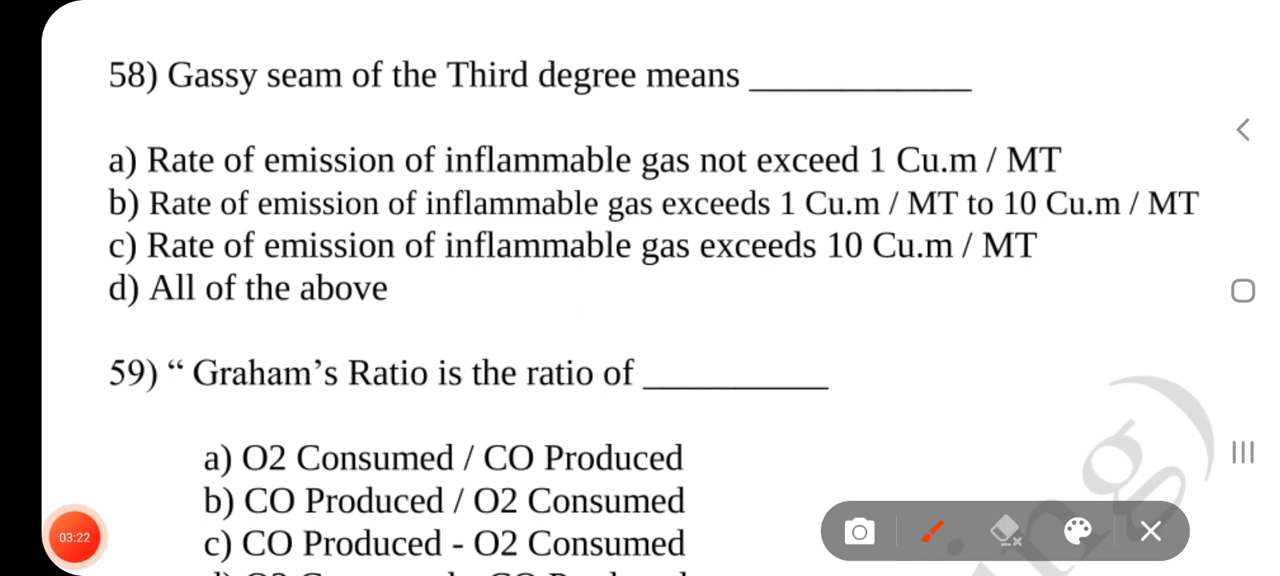 58) Gassy seam of the Third degree means ____________
a) Rate of emission of inflammable gas not exceed 1 Cu.m / MT
b) Rate of emission of inflammable gas exceeds 1 Cu.m / MT to 10 Cu.m / MT
c) Rate of emission of inflammable gas exceeds 10 Cu.m / MT
d) All of the above
59) “ Graham’s Ratio is the ratio of __________
a) O2 Consumed / CO Produced
b) CO Produced / O2 Consumed
c) CO Produced - O2 Consumed
03:22